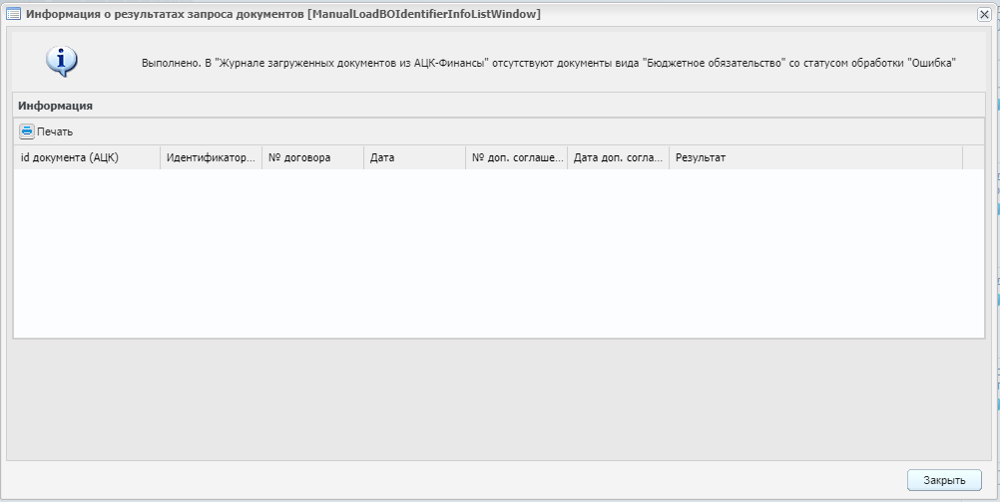 Информация о результатах запроса документов [ManualLoadBOIdentifierInfoListWindow]
Выполнено. В "Журнале загруженных документов из АЦК-Финансы" отсутствуют документы вида "Бюджетное обязательство" со статусом обработки "Ошибка"
Информация
Печать
id документа (АЦК) Идентификатор... № договора Дата № доп. соглаше... Дата доп. согла... Результат
Закрыть